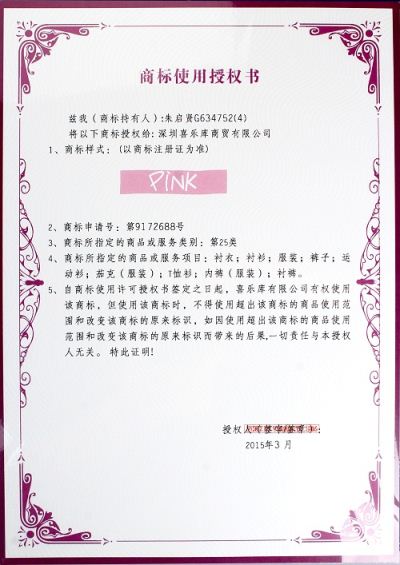 商标使用授权书
兹我(商标持有人):朱启贤G634752(4)
将以下商标授权给:深圳喜乐库商贸有限公司
1、商标样式:(以商标注册证为准)
PINK
2、商标申请号:第9172688号
3、商标所指定的商品或服务类别:第25类
4、商标所指定的商品或服务项目:衬衣;衬衫;服装;裤子;运
动衫;茄克(服装);T恤衫;内裤(服装);衬裤。
5、自商标使用许可授权书签定之日起,喜乐库有限公司有权使用
该商标,但使用该商标时,不得使用超出该商标的商品使用范
围和改变该商标的原来标识,如因使用超出该商标的商品使用
范围和改变该商标的原来标识而带来的后果,一切责任与本授权
人无关。特此证明!
授权人(签字/签章):
2015年3月